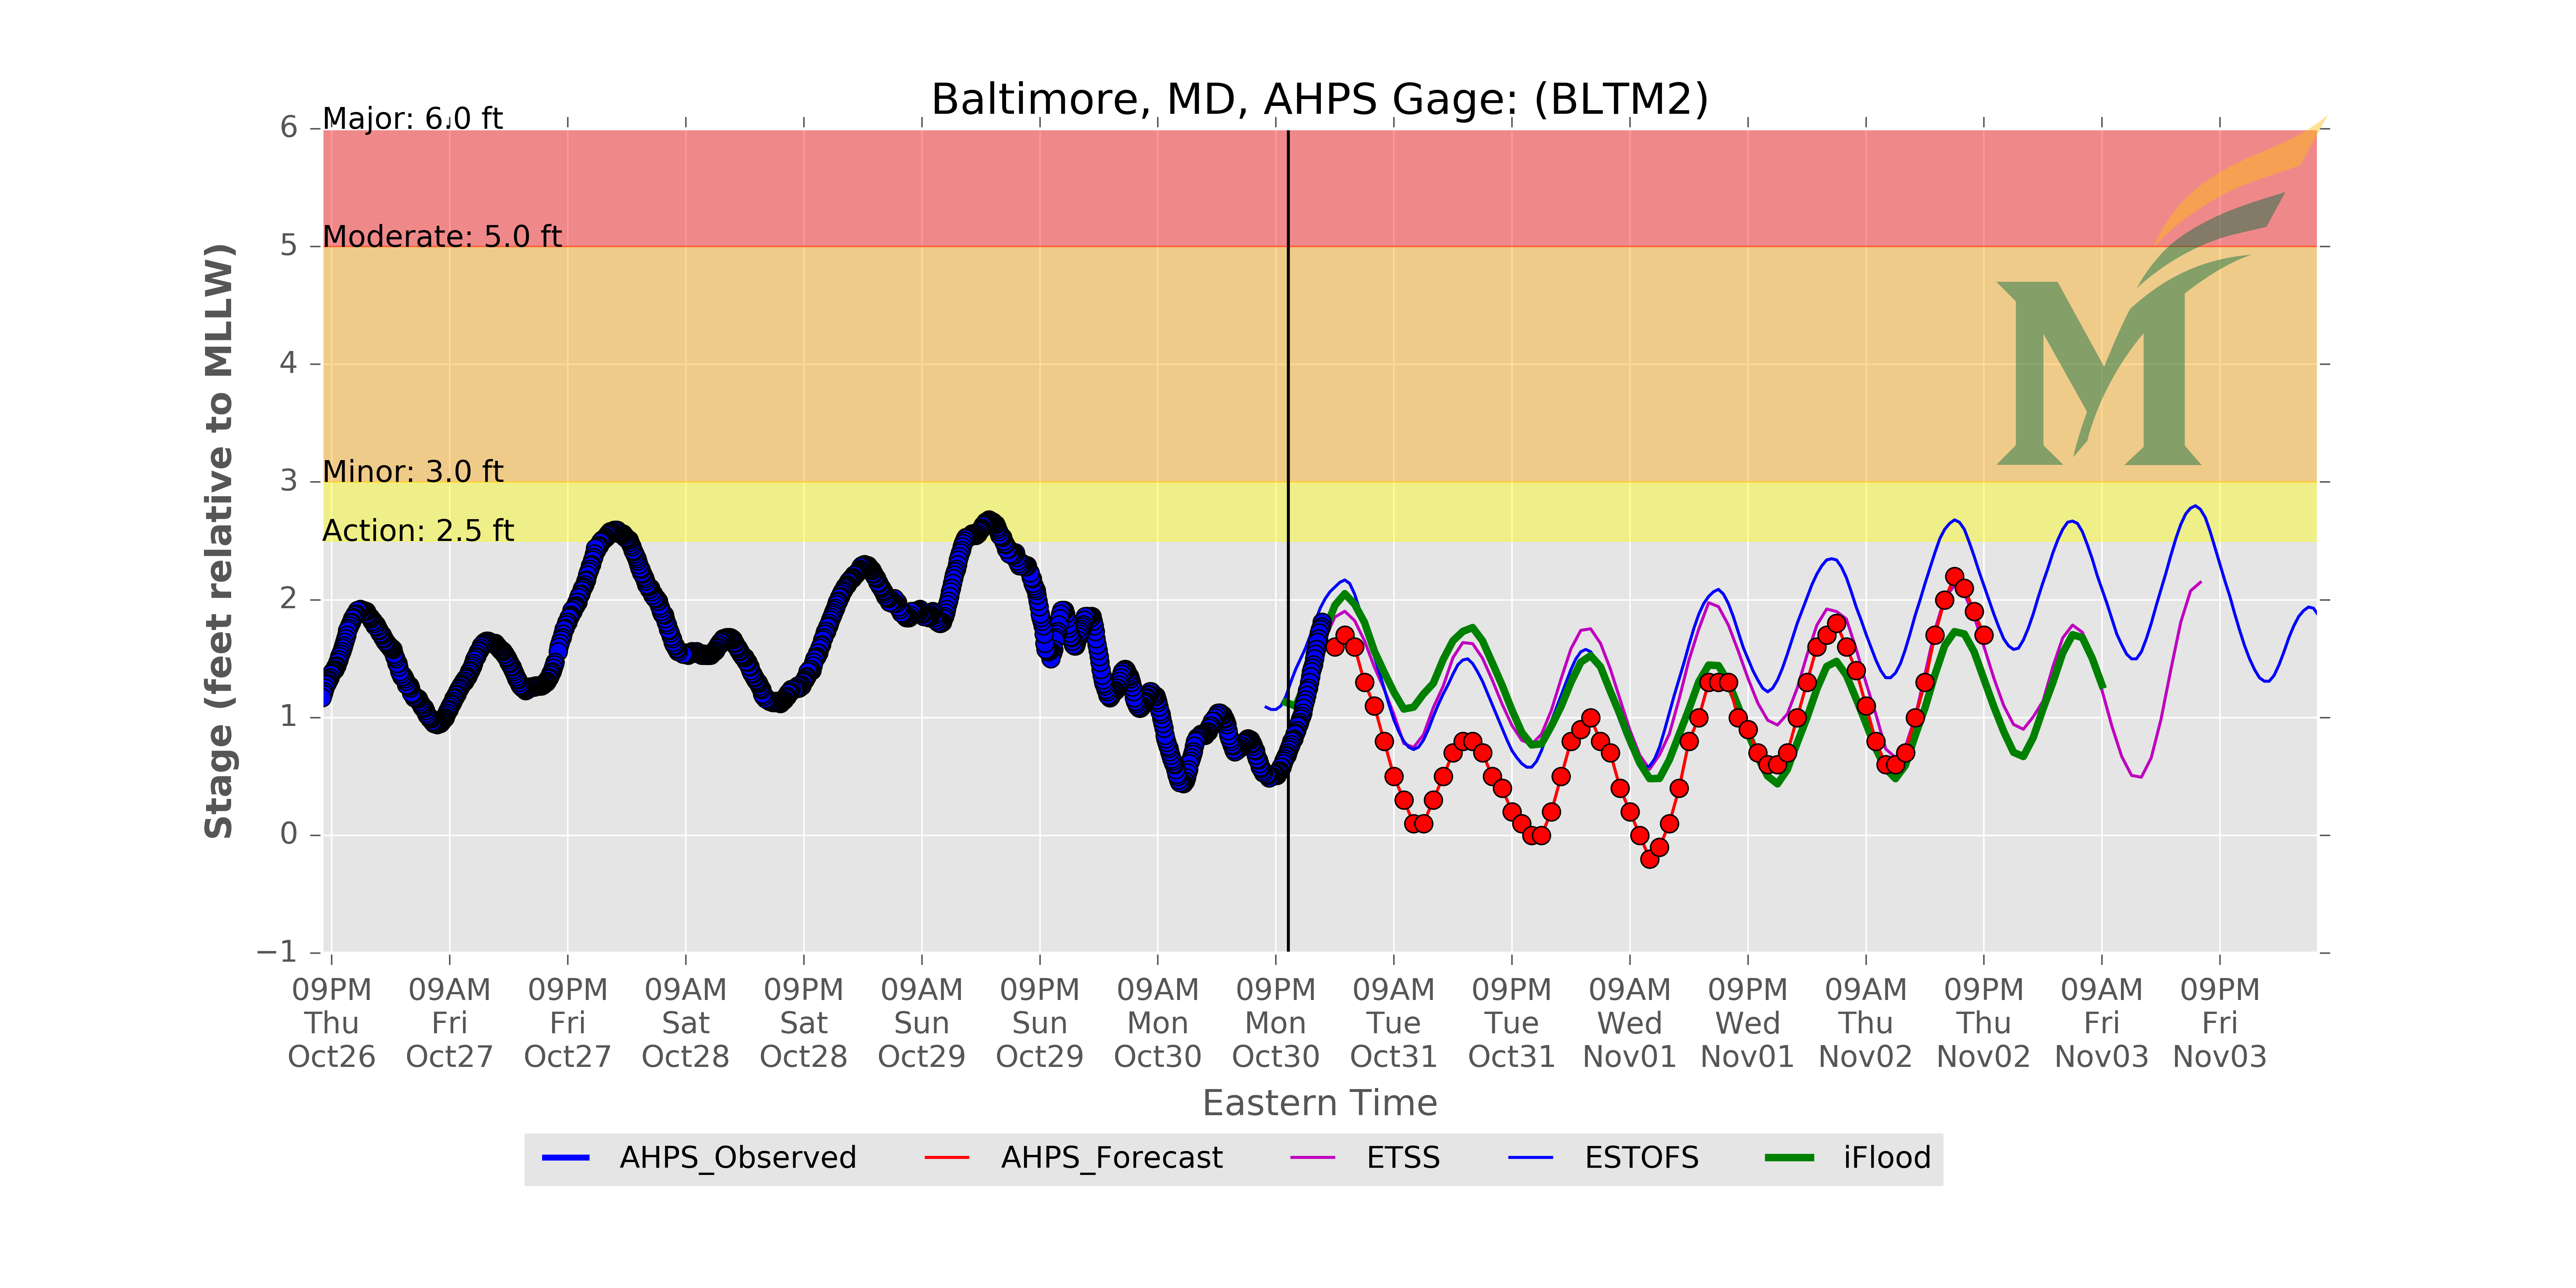 Baltimore, MD, AHPS Gage: (BLTM2)
Major: 6.0 ft
Moderate: 5.0 ft
Minor: 3.0 ft
Action: 2.5 ft
6
5
4
3
2
1
0
−1
Stage (feet relative to MLLW)
M
09PM 09AM 09PM 09AM 09PM 09AM 09PM 09AM 09PM 09AM 09PM 09AM 09PM 09AM 09PM 09AM 09PM
Thu Fri Fri Sat Sat Sun Sun Mon Mon Tue Tue Wed Wed Thu Thu Fri Fri
Oct26 Oct27 Oct27 Oct28 Oct28 Oct29 Oct29 Oct30 Oct30 Oct31 Oct31 Nov01 Nov01 Nov02 Nov02 Nov03 Nov03
Eastern Time
AHPS_Observed AHPS_Forecast ETSS ESTOFS iFlood